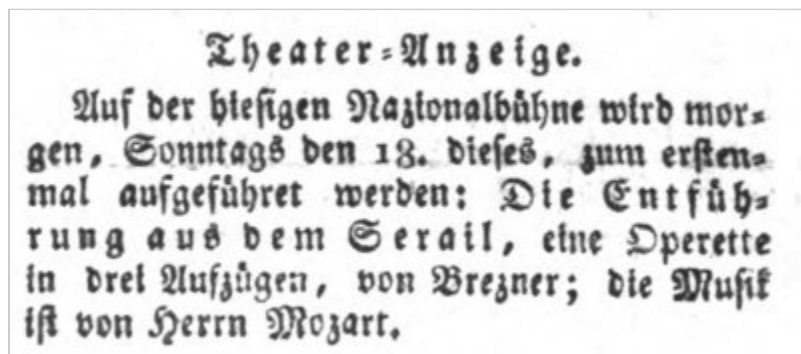 Theater-Anzeige.
Auf der hiesigen Nazionalbühne wird mor-
gen, Sonntags den 18. dieses, zum ersten-
mal aufgeführet werden: Die Entfüh-
rung aus dem Serail, eine Operette
in drei Aufzügen, von Brezner; die Musik
ist von Herrn Mozart.